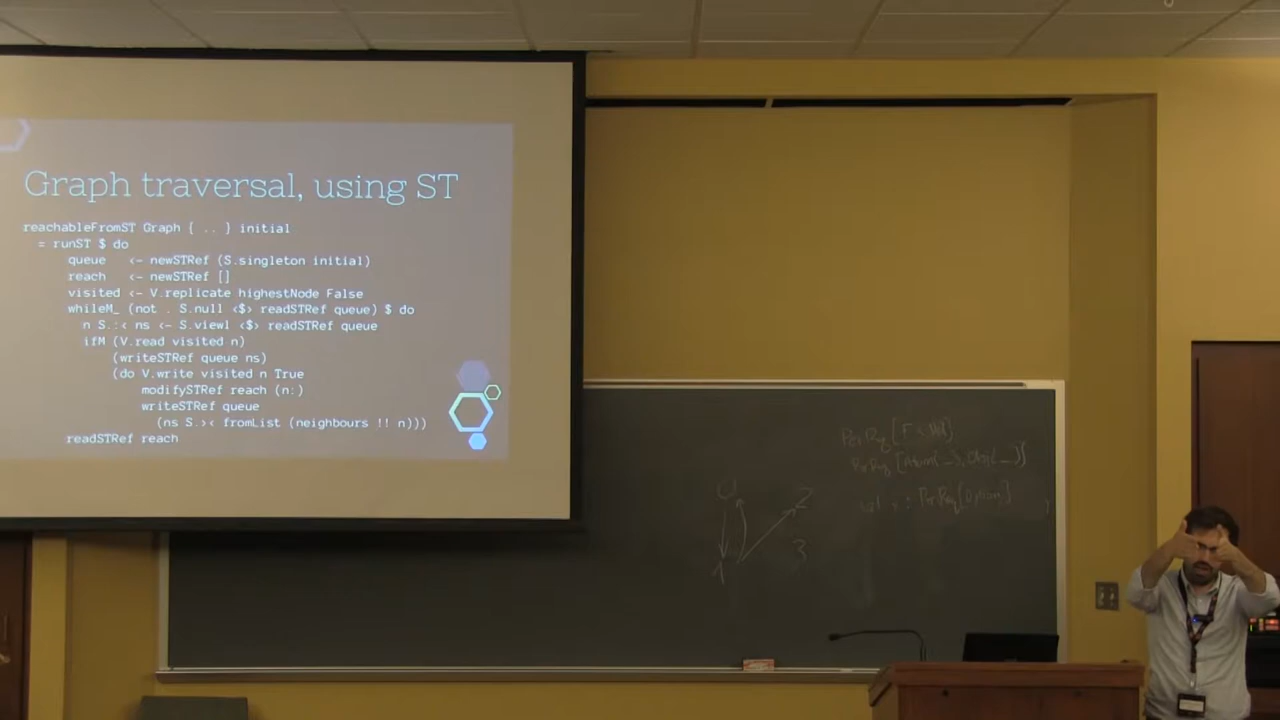 Graph traversal, using ST
reachableFromST Graph { .. } initial
= runST $ do
queue <- newSTRef (S.singleton initial)
reach <- newSTRef []
visited <- V.replicate highestNode False
whileM_ (not . S.null <$> readSTRef queue) $ do
n S.:< ns <- S.viewl <$> readSTRef queue
ifM (V.read visited n)
(writeSTRef queue ns)
(do V.write visited n True
modifySTRef reach (n:)
writeSTRef queue
(ns S.>< fromList (neighbours !! n)))
readSTRef reach
2
3